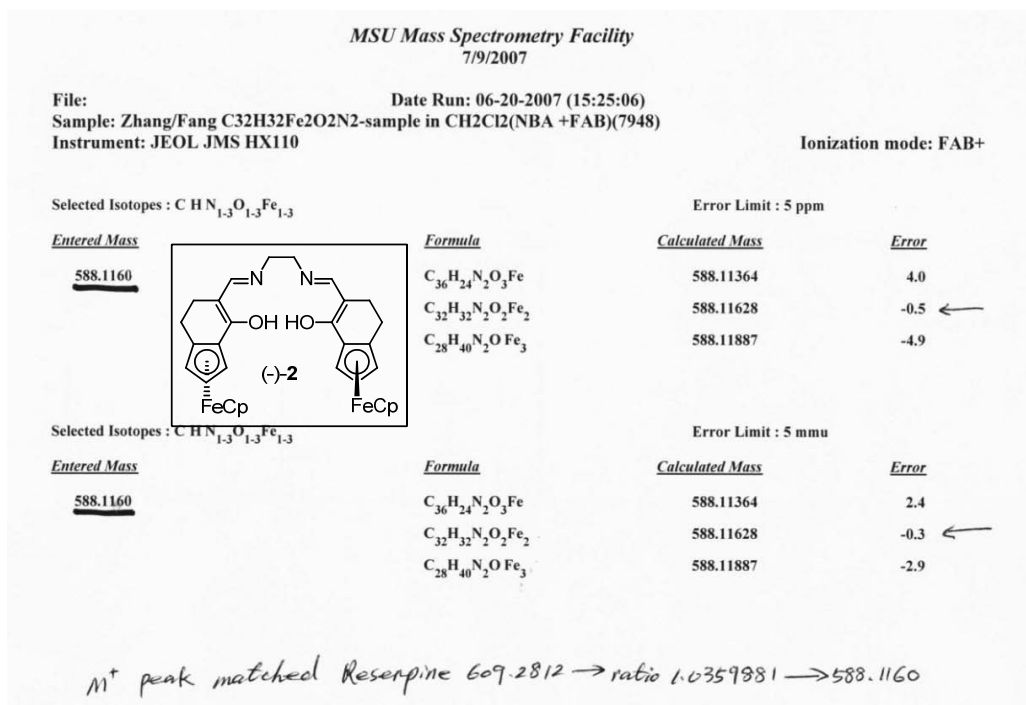 MSU Mass Spectrometry Facility
7/9/2007
File: Date Run: 06-20-2007 (15:25:06)
Sample: Zhang/Fang C32H32Fe2O2N2-sample in CH2Cl2(NBA +FAB)(7948)
Instrument: JEOL JMS HX110 Ionization mode: FAB+
Selected Isotopes : C H N1-3O1-3Fe1-3 Error Limit : 5 ppm
Entered Mass Formula Calculated Mass Error
588.1160 C36H24N2O3Fe 588.11364 4.0
C32H32N2O2Fe2 588.11628 -0.5
C28H40N2O Fe3 588.11887 -4.9
N N
OH HO
(-)-2
FeCp FeCp
Selected Isotopes : C H N1-3O1-3Fe1-3 Error Limit : 5 mmu
Entered Mass Formula Calculated Mass Error
588.1160 C36H24N2O3Fe 588.11364 2.4
C32H32N2O2Fe2 588.11628 -0.3
C28H40N2O Fe3 588.11887 -2.9
M+ peak matched Reserpine 609.2812 → ratio 1.0359881 → 588.1160